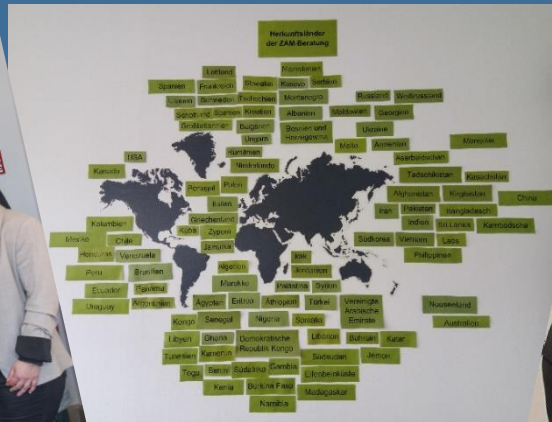 Herkunftsländer
der ZAM-Beratung
Lettland
Spanien
Frankreich
Slowakei
Kosovo
Serbien
Schweden
Tschechien
Montenegro
Russland
Weißrussland
Schottland
Kroatien
Albanien
Moldawien
Georgien
Großbritannien
Bulgarien
Bosnien und
Herzegowina
Ukraine
Ungarn
Malta
Armenien
Mongolei
Rumänien
Aserbaidschan
USA
Niederlande
Kanada
Tadschikistan
Kasachstan
Portugal
Polen
Afghanistan
Kirgistan
China
Italien
Iran
Pakistan
Bangladesch
Griechenland
Indien
Sri Lanka
Kambodscha
Kolumbien
Kuba
Zypern
Mexiko
Chile
Jamaika
Südkorea
Vietnam
Laos
Honduras
Venezuela
Philippinen
Irak
Peru
Brasilien
Algerien
Jordanien
Ecuador
Panama
Marokko
Palästina
Syrien
Uruguay
Argentinien
Ägypten
Eritrea
Äthiopien
Türkei
Vereinigte
Arabische
Emirate
Neuseeland
Australien
Kongo
Senegal
Nigeria
Somalia
Libyen
Ghana
Demokratische
Republik Kongo
Libanon
Bahrain
Katar
Tunesien
Kamerun
Südsudan
Jemen
Togo
Benin
Südafrika
Gambia
Elfenbeinküste
Kenia
Burkina Faso
Madagaskar
Namibia